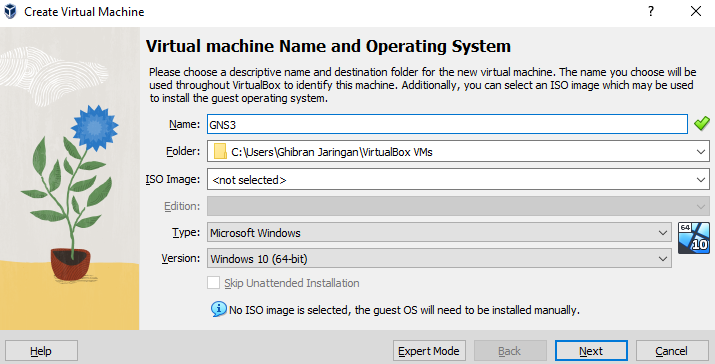 Create Virtual Machine
?
Virtual machine Name and Operating System
Please choose a descriptive name and destination folder for the new virtual machine. The name you choose will be
used throughout VirtualBox to identify this machine. Additionally, you can select an ISO image which may be used
to install the guest operating system.
Name: GNS3
Folder: C:\Users\Ghibran Jaringan\VirtualBox VMs
ISO Image: <not selected>
Edition:
Type: Microsoft Windows
64
10
Version: Windows 10 (64-bit)
Skip Unattended Installation
No ISO image is selected, the guest OS will need to be installed manually.
Help Expert Mode Back Next Cancel